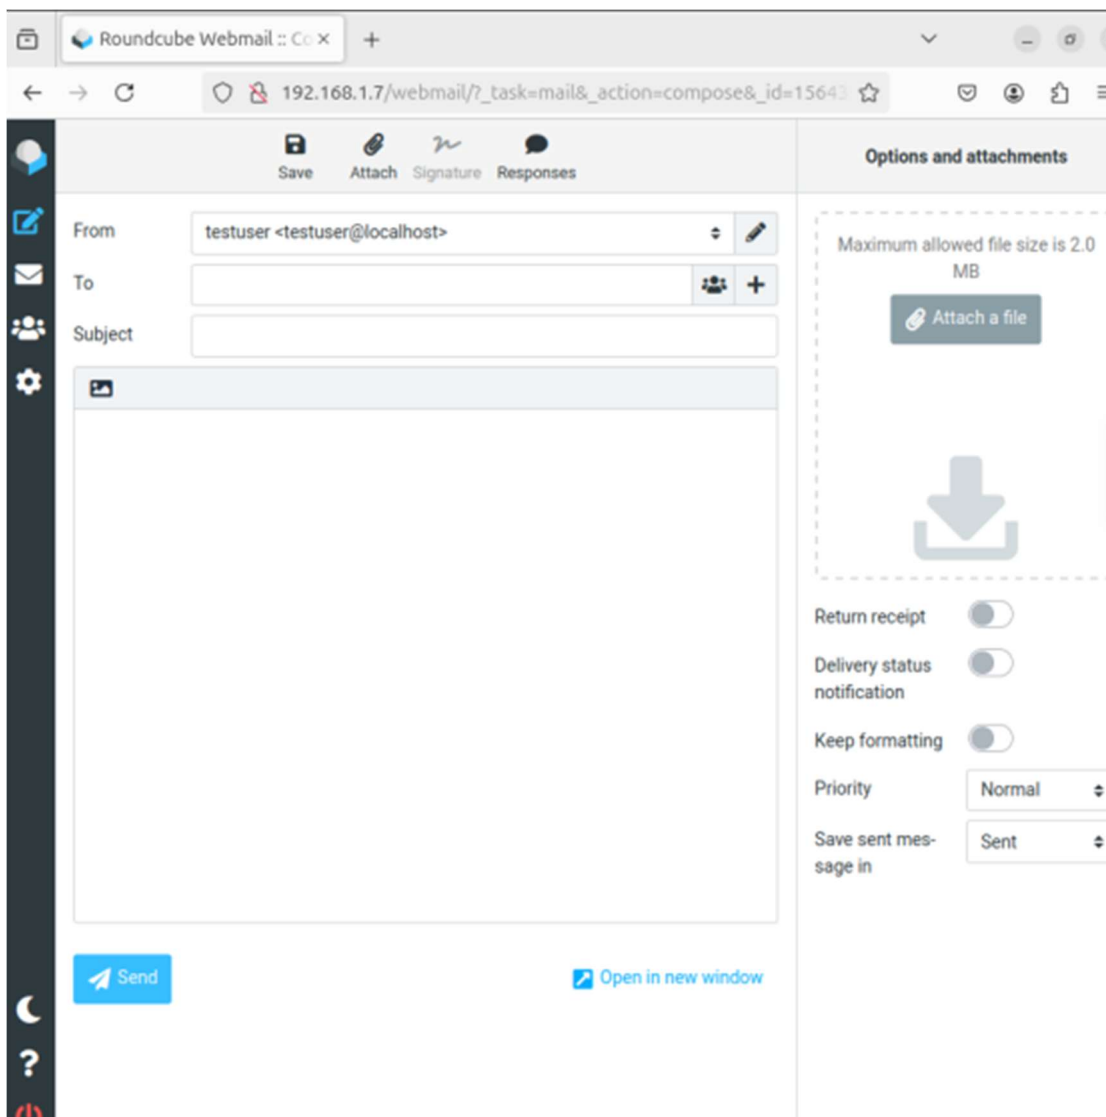 Roundcube Webmail :: Co
192.168.1.7/webmail/?_task=mail&_action=compose&_id=15643
Save
Attach
Signature
Responses
Options and attachments
From
testuser <testuser@localhost>
To
Subject
Maximum allowed file size is 2.0
MB
Attach a file
Return receipt
Delivery status
notification
Keep formatting
Priority
Normal
Save sent mes-
sage in
Sent
Send
Open in new window